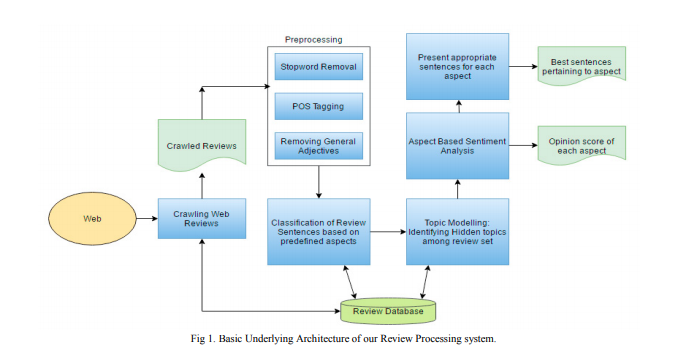 Preprocessing
Stopword Removal
POS Tagging
Removing General
Adjectives
Present appropriate
sentences for each
aspect
Best sentences
pertaining to aspect
Crawled Reviews
Aspect Based Sentiment
Analysis
Opinion score of
each aspect
Web
Crawling Web
Reviews
Classification of Review
Sentences based on
predefined aspects
Topic Modelling:
Identifying Hidden topics
among review set
Review Database
Fig 1. Basic Underlying Architecture of our Review Processing system.